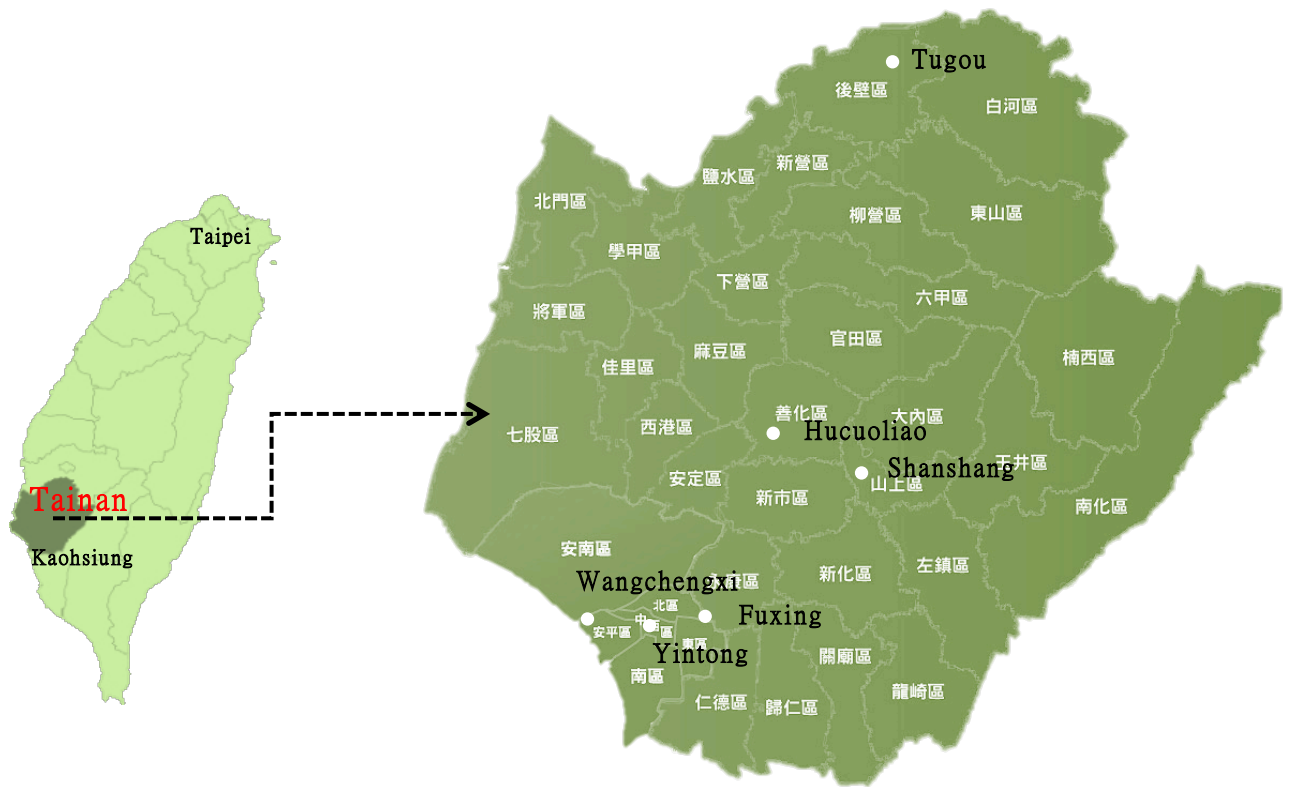 Taipei
Tainan
Kaohsiung
Tugou
後壁區
白河區
新營區
鹽水區
北門區
柳營區
東山區
學甲區
下營區
六甲區
將軍區
官田區
麻豆區
楠西區
佳里區
善化區
大內區
西港區
七股區
Hucuoliao
玉井區
Shanshang
安定區
山上區
新市區
南化區
安南區
左鎮區
新化區
Wangchengxi
北區
Fuxing
安平區
東區
Yintong
關廟區
南區
龍崎區
仁德區
歸仁區